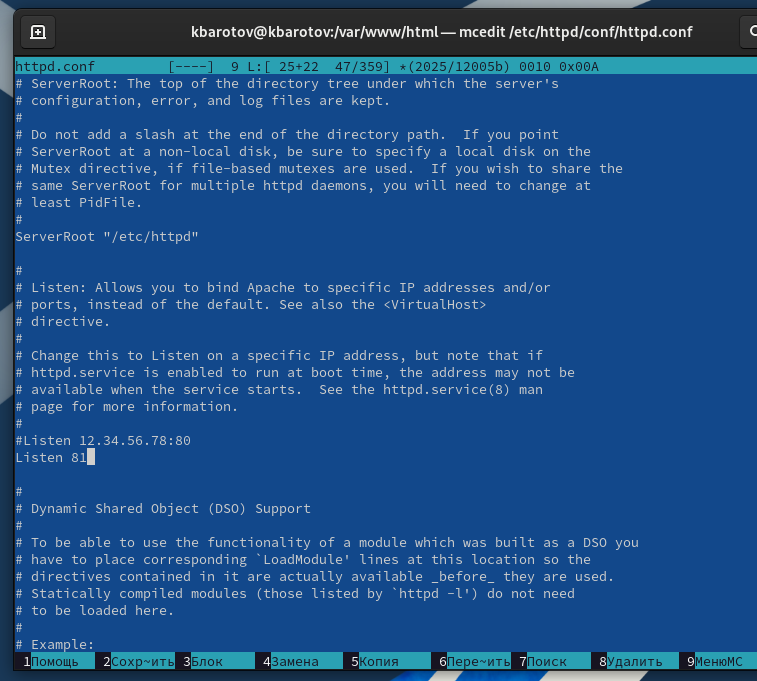 kbarotov@kbarotov:/var/www/html — mcedit /etc/httpd/conf/httpd.conf
httpd.conf [----] 9 L:[ 25+22 47/359] *(2025/12005b) 0010 0x00A
# ServerRoot: The top of the directory tree under which the server's
# configuration, error, and log files are kept.
#
# Do not add a slash at the end of the directory path.  If you point
# ServerRoot at a non-local disk, be sure to specify a local disk on the
# Mutex directive, if file-based mutexes are used.  If you wish to share the
# same ServerRoot for multiple httpd daemons, you will need to change at
# least PidFile.
#
ServerRoot "/etc/httpd"

#
# Listen: Allows you to bind Apache to specific IP addresses and/or
# ports, instead of the default. See also the <VirtualHost>
# directive.
#
# Change this to Listen on a specific IP address, but note that if
# httpd.service is enabled to run at boot time, the address may not be
# available when the service starts.  See the httpd.service(8) man
# page for more information.
#
#Listen 12.34.56.78:80
Listen 81

#
# Dynamic Shared Object (DSO) Support
#
# To be able to use the functionality of a module which was built as a DSO you
# have to place corresponding `LoadModule' lines at this location so the
# directives contained in it are actually available _before_ they are used.
# Statically compiled modules (those listed by `httpd -l') do not need
# to be loaded here.
#
# Example:
1Помощь 2Сохр~ить 3Блок 4Замена 5Копия 6Пере~ить 7Поиск 8Удалить 9МенюMC